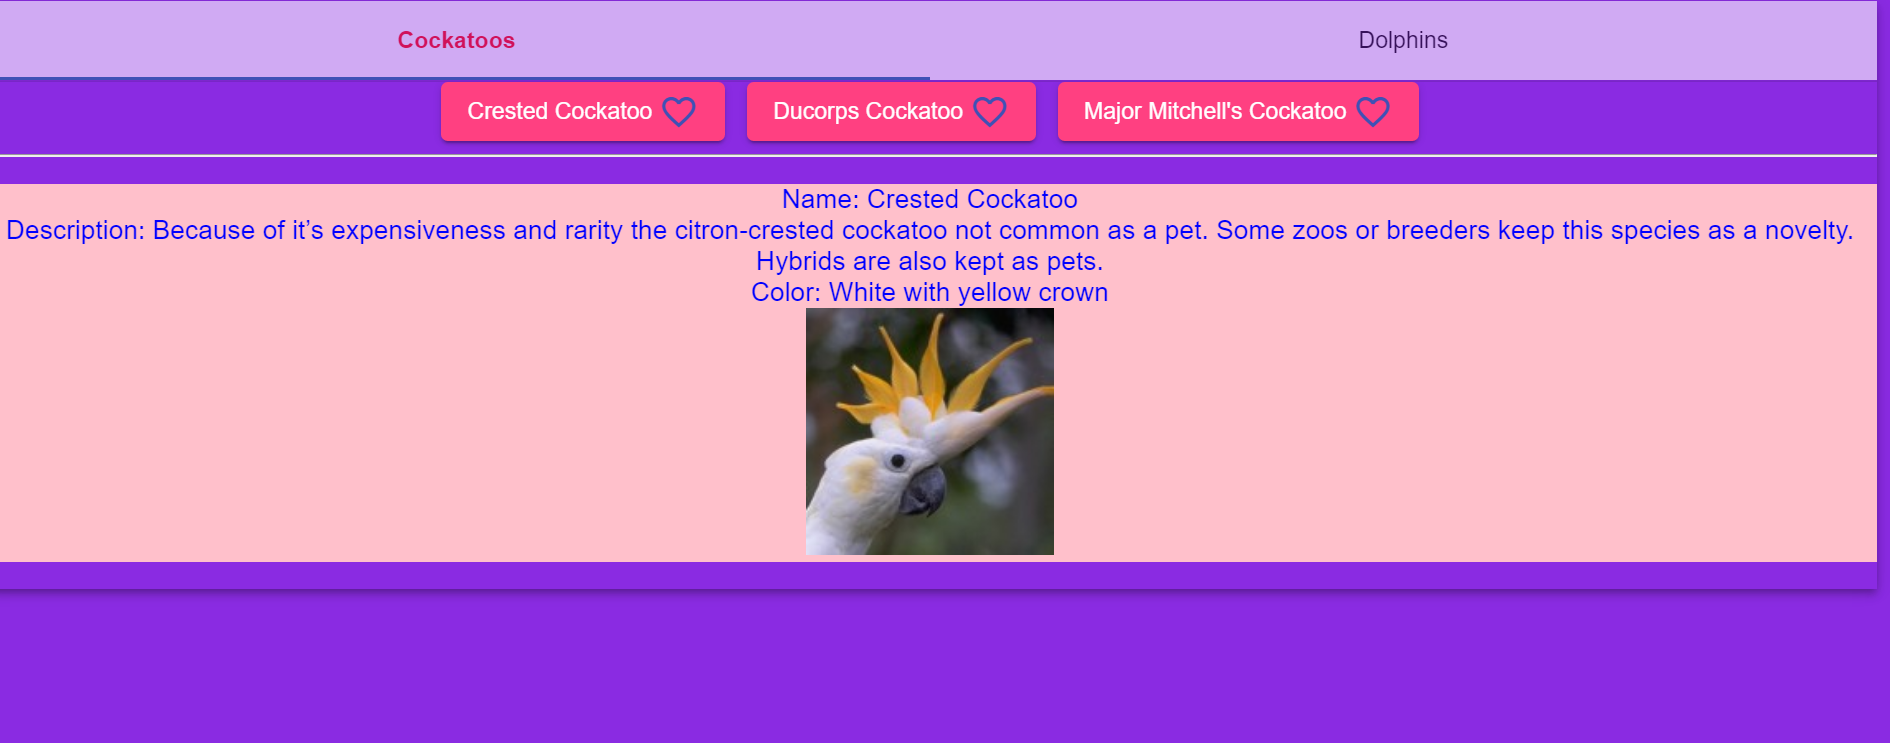 Cockatoos
Dolphins
Crested Cockatoo
Ducorps Cockatoo
Major Mitchell's Cockatoo
Name: Crested Cockatoo
Description: Because of it’s expensiveness and rarity the citron-crested cockatoo not common as a pet. Some zoos or breeders keep this species as a novelty.
Hybrids are also kept as pets.
Color: White with yellow crown